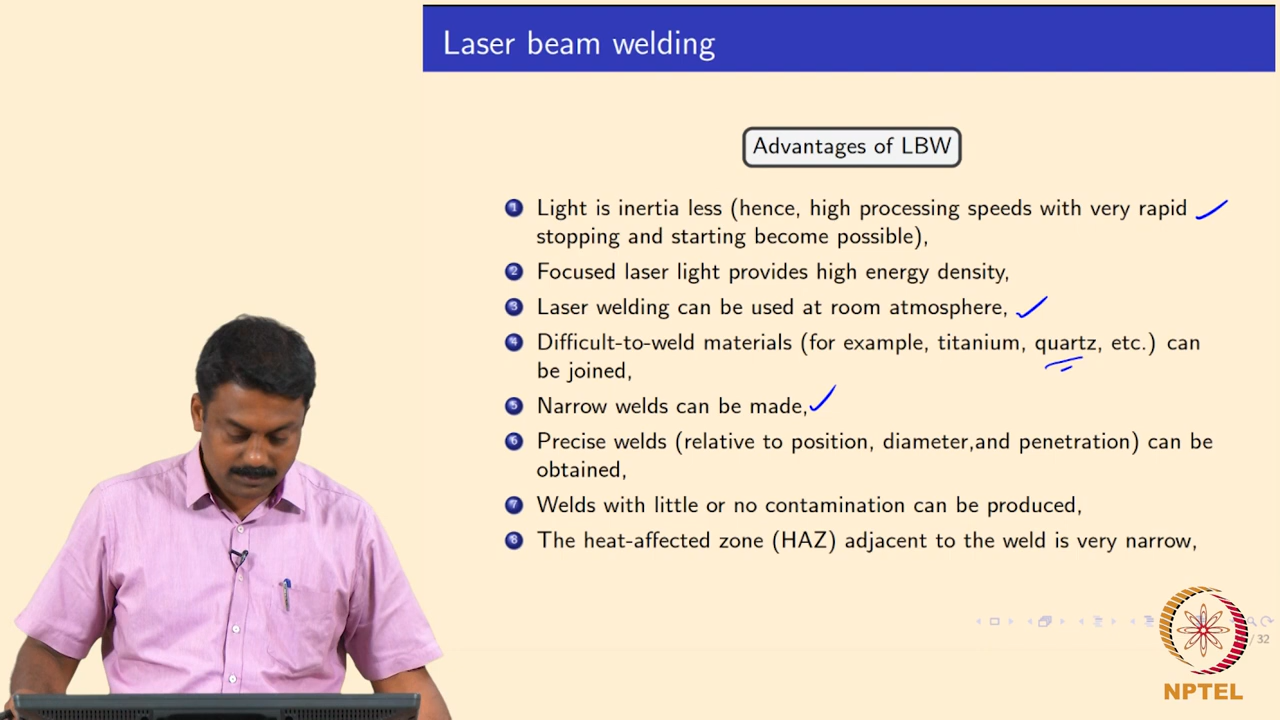 Laser beam welding
Advantages of LBW
1 Light is inertia less (hence, high processing speeds with very rapid
stopping and starting become possible),
2 Focused laser light provides high energy density,
3 Laser welding can be used at room atmosphere,
4 Difficult-to-weld materials (for example, titanium, quartz, etc.) can
be joined,
5 Narrow welds can be made,
6 Precise welds (relative to position, diameter,and penetration) can be
obtained,
7 Welds with little or no contamination can be produced,
8 The heat-affected zone (HAZ) adjacent to the weld is very narrow,
/ 32
NPTEL